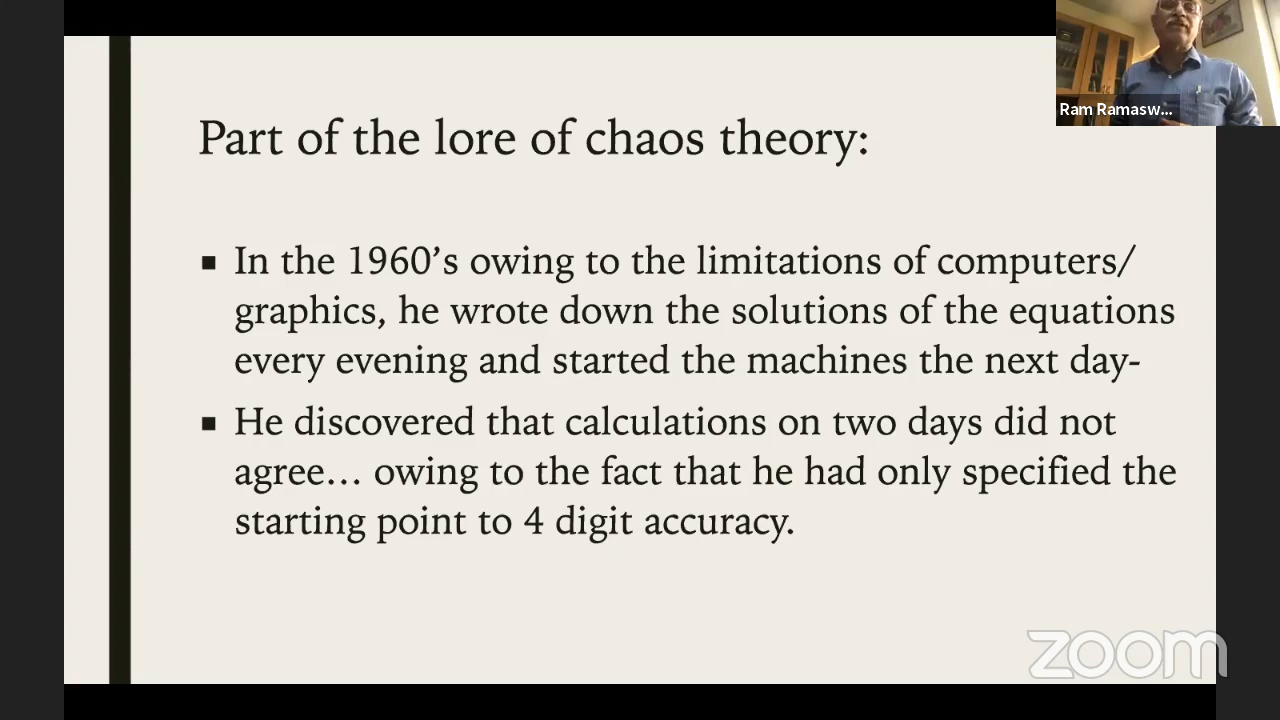 Part of the lore of chaos theory:
▪ In the 1960’s owing to the limitations of computers/
graphics, he wrote down the solutions of the equations
every evening and started the machines the next day-
▪ He discovered that calculations on two days did not
agree… owing to the fact that he had only specified the
starting point to 4 digit accuracy.
Ram Ramasw...
zoom